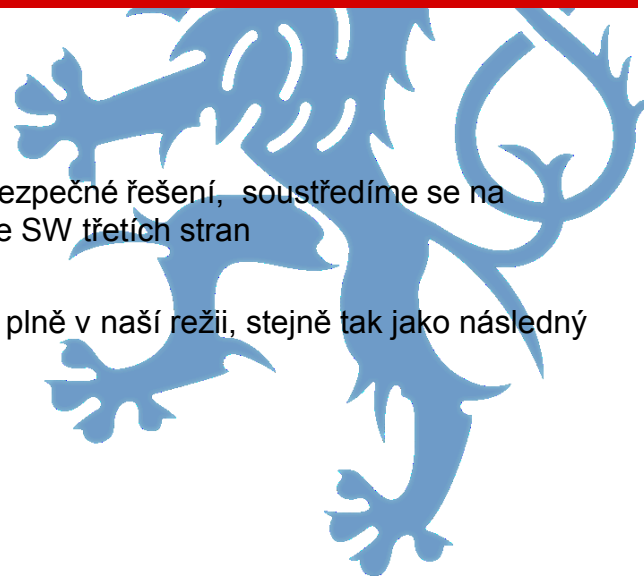 ezpečné řešení, soustředíme se na
e SW třetích stran
plně v naší režii, stejně tak jako následný